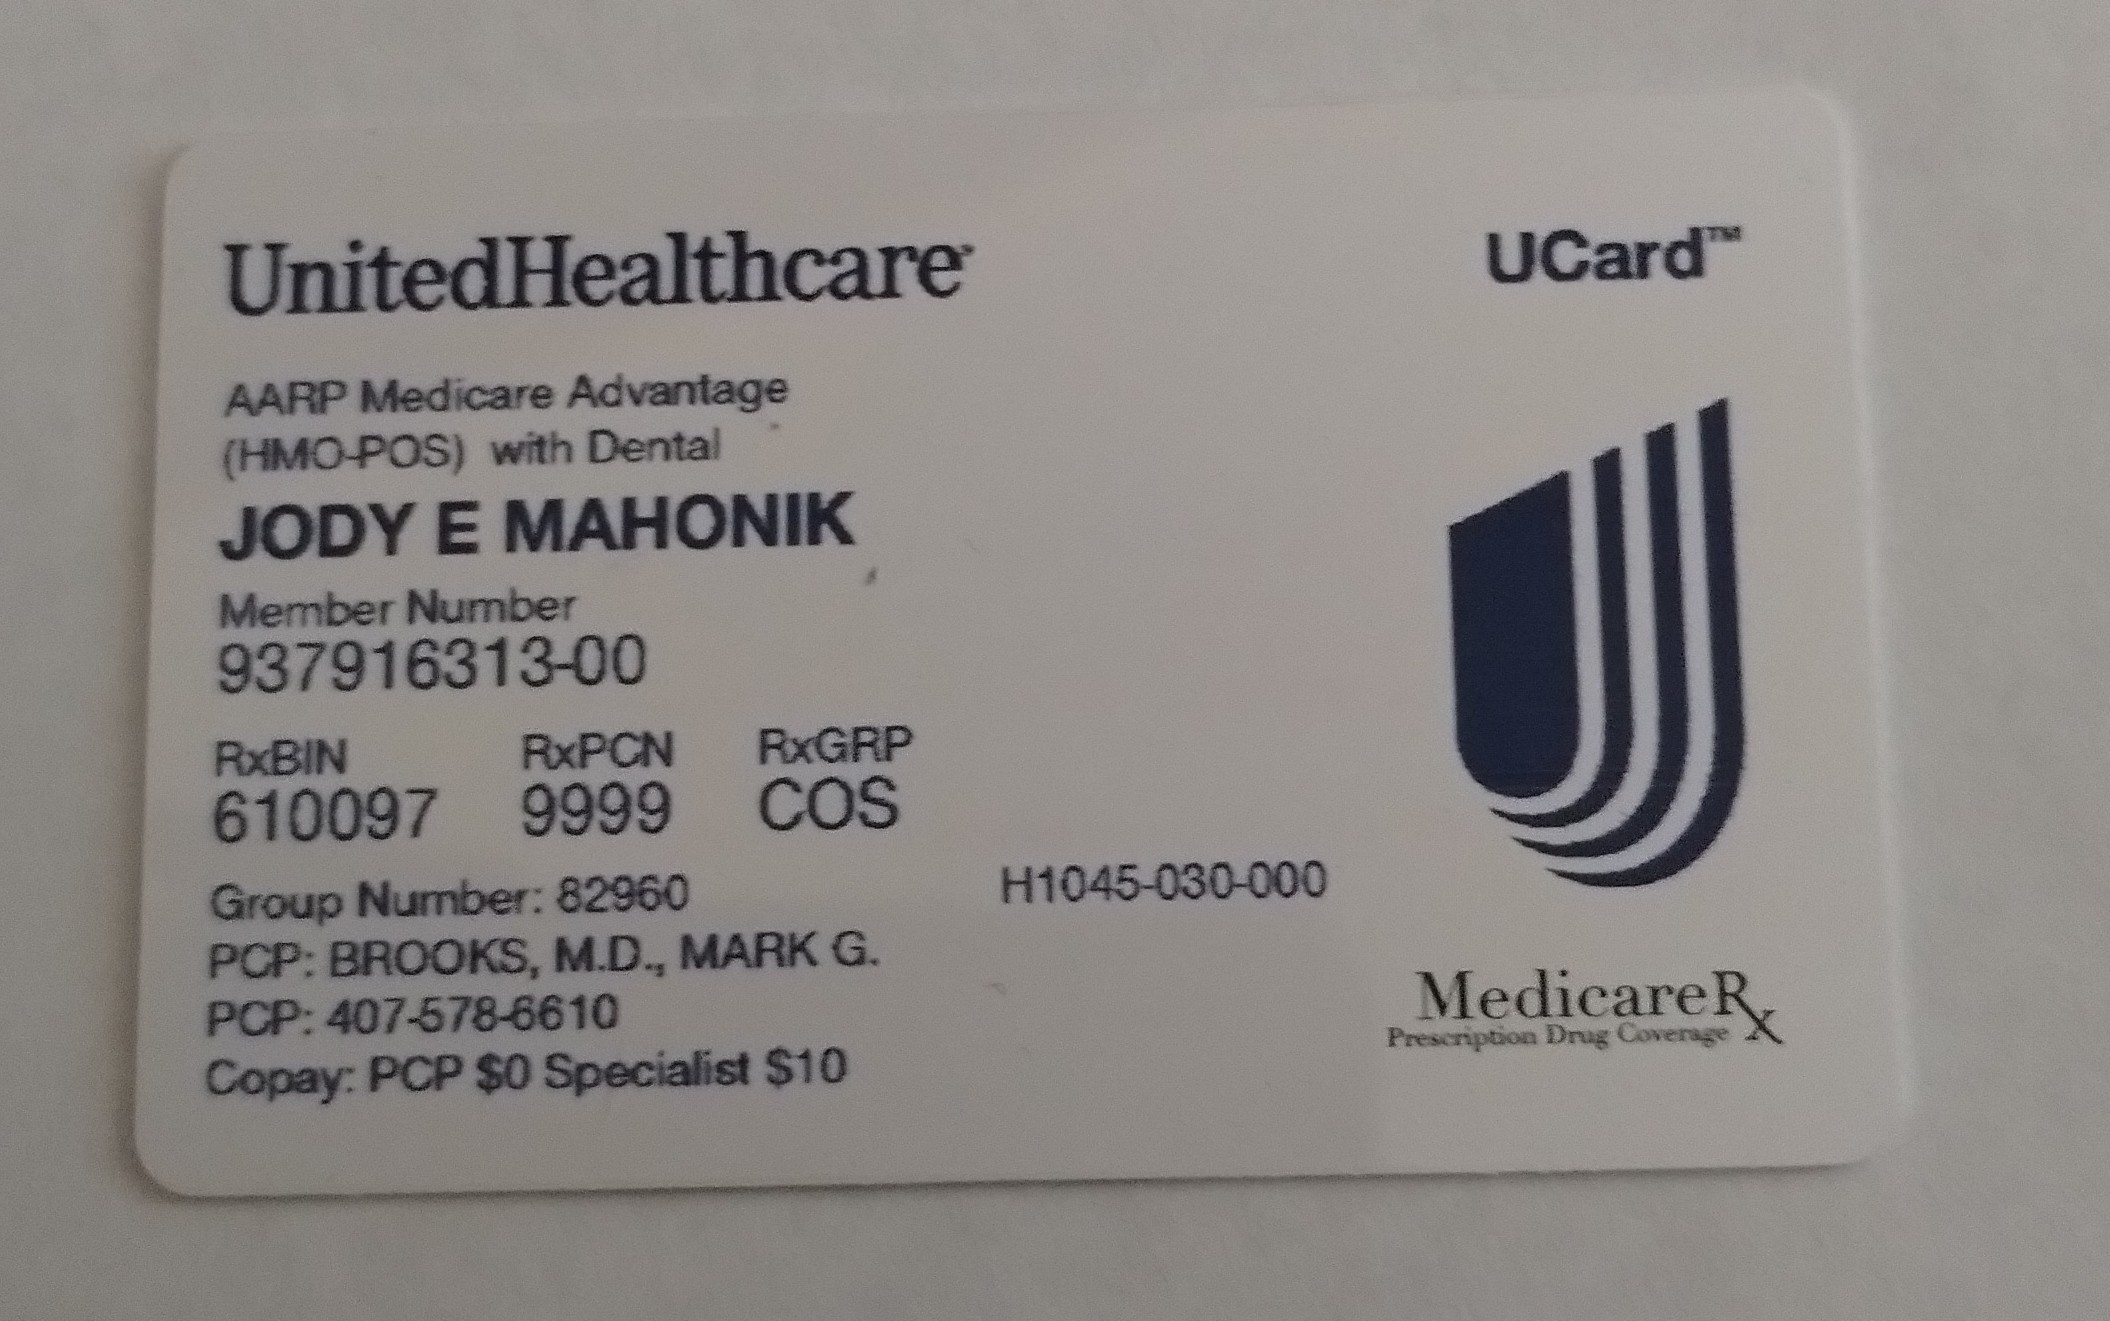 UnitedHealthcare
UCard™
AARP Medicare Advantage
(HMO-POS) with Dental
JODY E MAHONIK
Member Number
937916313-00
RxBIN RxPCN RxGRP
610097 9999 COS
Group Number: 82960 H1045-030-000
PCP: BROOKS, M.D., MARK G.
PCP: 407-578-6610
Copay: PCP $0 Specialist $10
MedicareRx
Prescription Drug Coverage